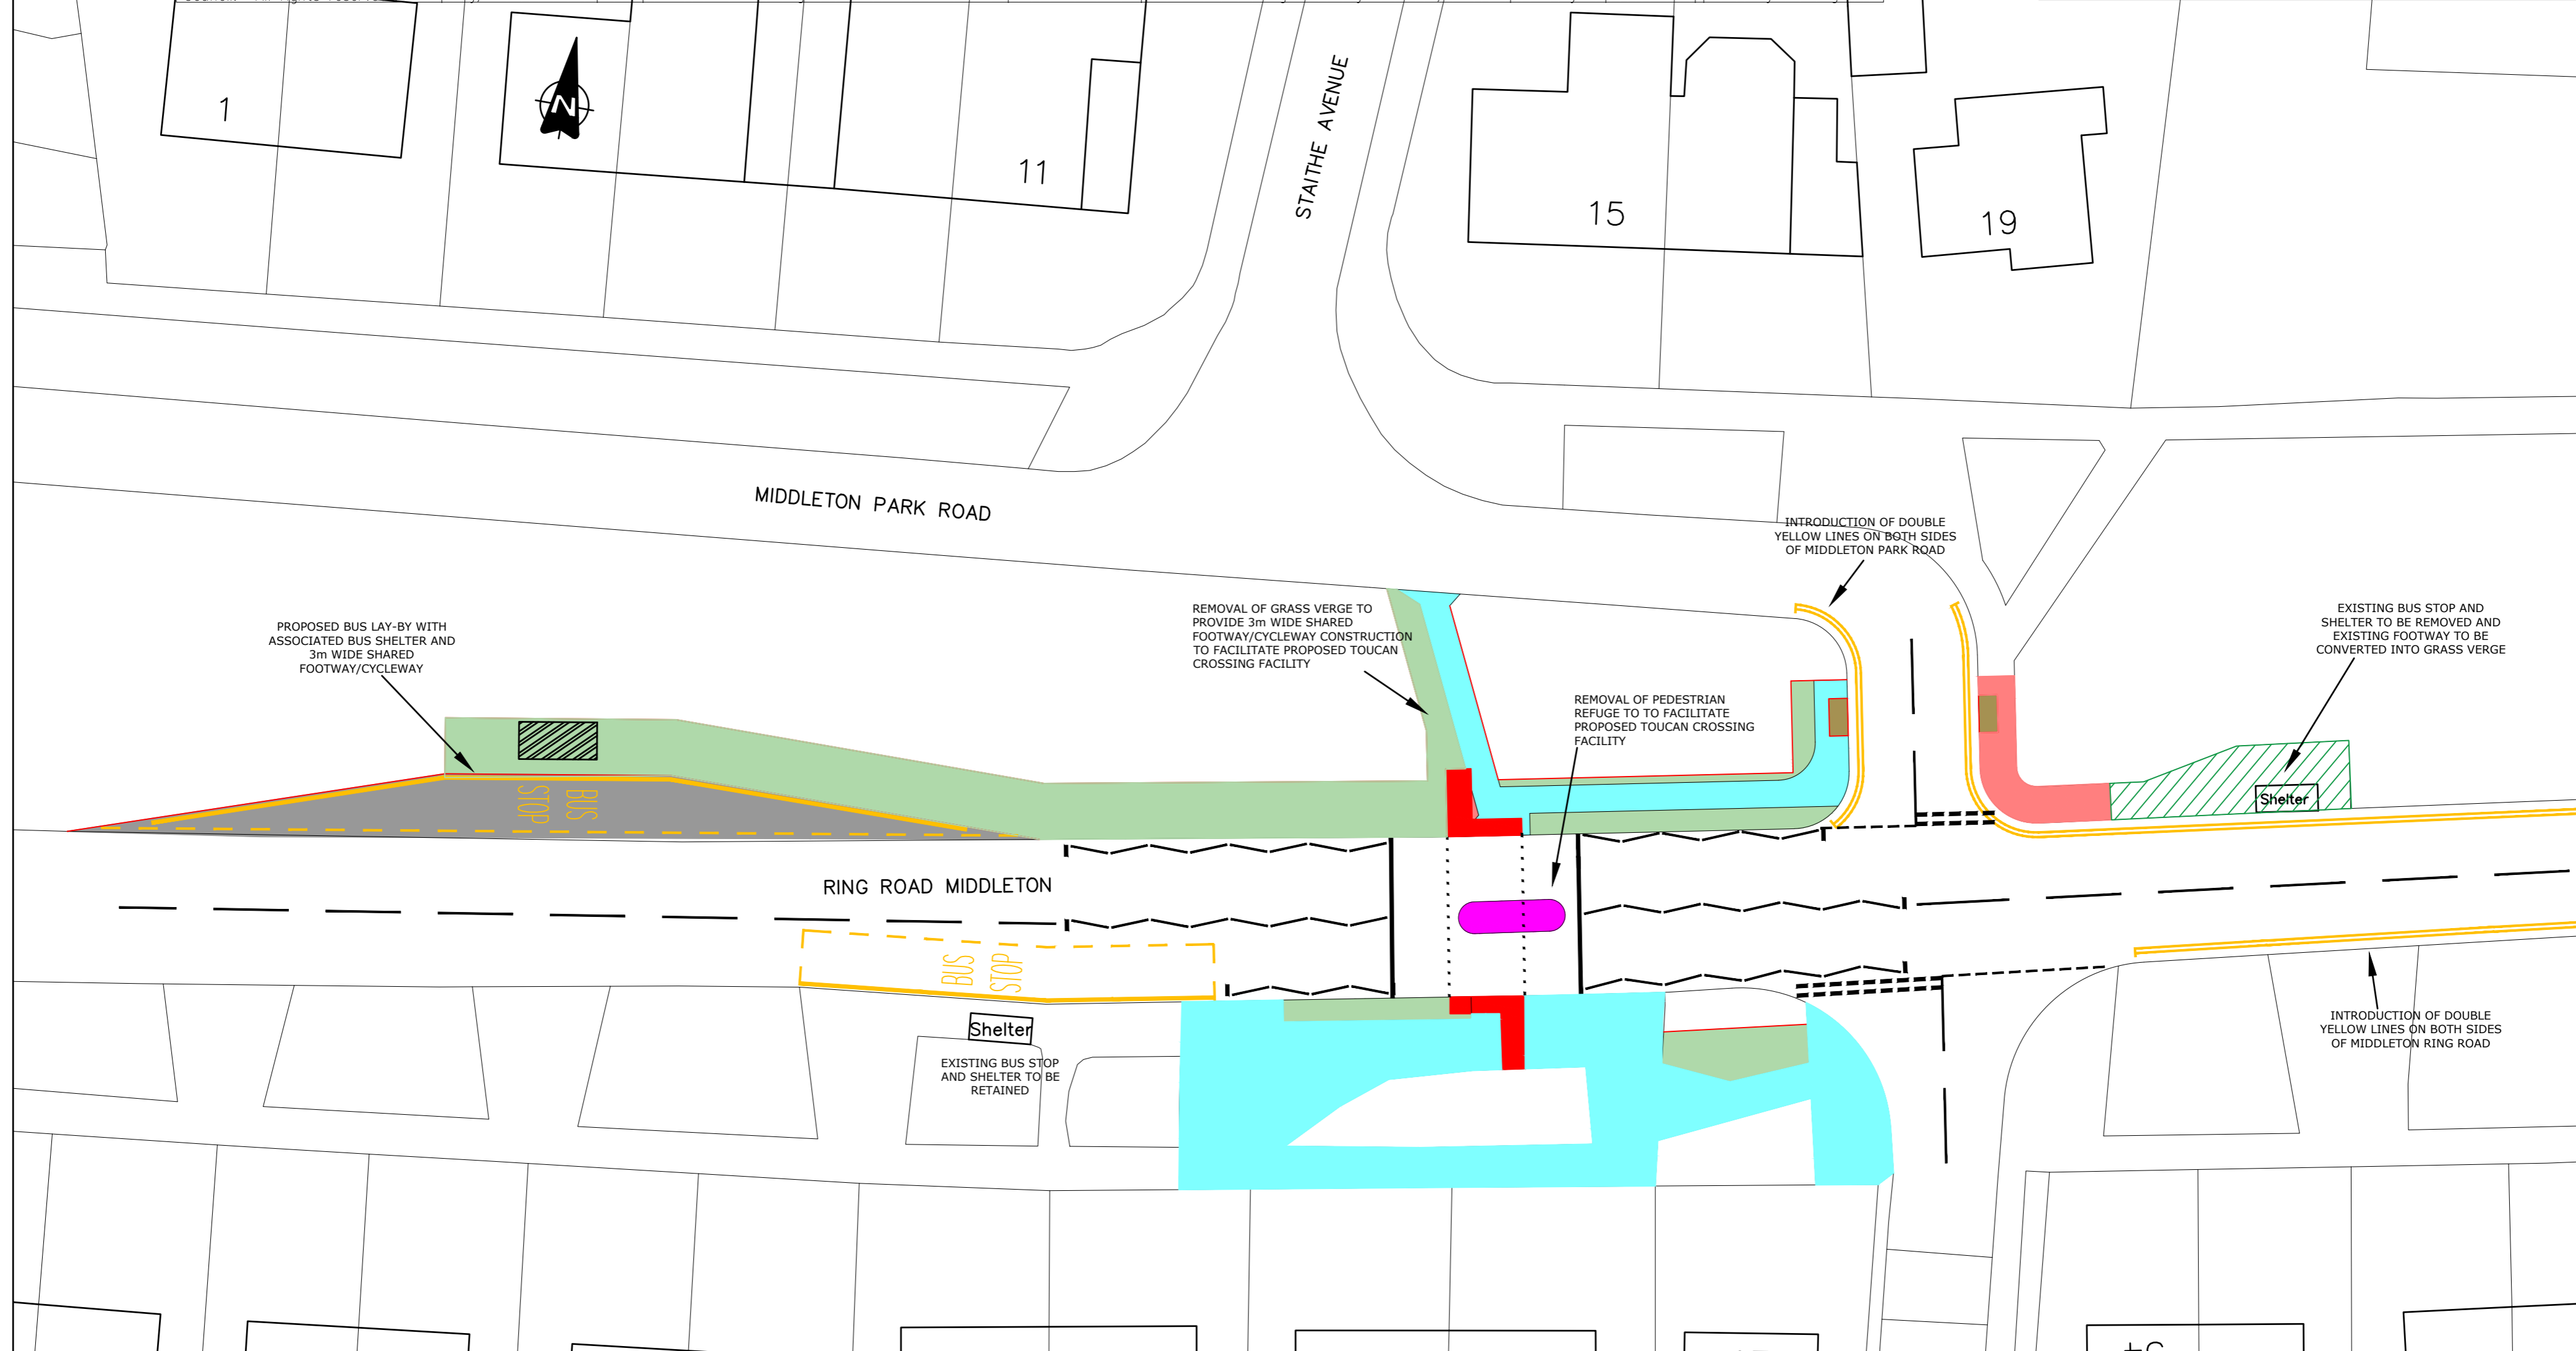 1
N
11
STAITHE AVENUE
15
19
MIDDLETON PARK ROAD
INTRODUCTION OF DOUBLE
YELLOW LINES ON BOTH SIDES
OF MIDDLETON PARK ROAD
PROPOSED BUS LAY-BY WITH
ASSOCIATED BUS SHELTER AND
3m WIDE SHARED
FOOTWAY/CYCLEWAY
REMOVAL OF GRASS VERGE TO
PROVIDE 3m WIDE SHARED
FOOTWAY/CYCLEWAY CONSTRUCTION
TO FACILITATE PROPOSED TOUCAN
CROSSING FACILITY
EXISTING BUS STOP AND
SHELTER TO BE REMOVED AND
EXISTING FOOTWAY TO BE
CONVERTED INTO GRASS VERGE
REMOVAL OF PEDESTRIAN
REFUGE TO TO FACILITATE
PROPOSED TOUCAN CROSSING
FACILITY
BUS
STOP
Shelter
RING ROAD MIDDLETON
BUS
STOP
Shelter
EXISTING BUS STOP
AND SHELTER TO BE
RETAINED
INTRODUCTION OF DOUBLE
YELLOW LINES ON BOTH SIDES
OF MIDDLETON RING ROAD